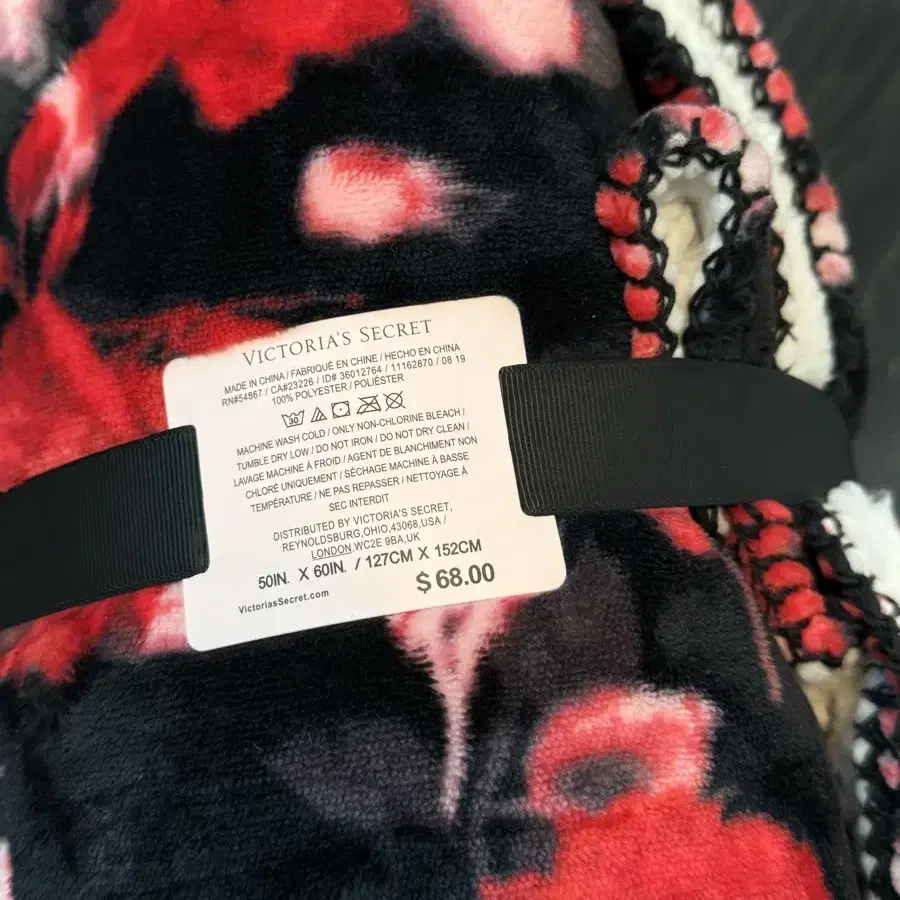 VICTORIA'S SECRET
MADE IN CHINA / FABRIQUÉ EN CHINE / HECHO EN CHINA
RN#54867 / CA#23226 / ID# 36012764 / 11162870 / 08 19
100% POLYESTER / POLIÉSTER
30
MACHINE WASH COLD / ONLY NON-CHLORINE BLEACH /
TUMBLE DRY LOW / DO NOT IRON / DO NOT DRY CLEAN /
LAVAGE MACHINE À FROID / AGENT DE BLANCHIMENT NON
CHLORÉ UNIQUEMENT / SÉCHAGE MACHINE À BASSE
TEMPÉRATURE / NE PAS REPASSER / NETTOYAGE À
SEC INTERDIT
DISTRIBUTED BY VICTORIA'S SECRET,
REYNOLDSBURG,OHIO,43068,USA /
LONDON,WC2E 9BA,UK
50IN. X 60IN. / 127CM X 152CM
VictoriasSecret.com
$68.00